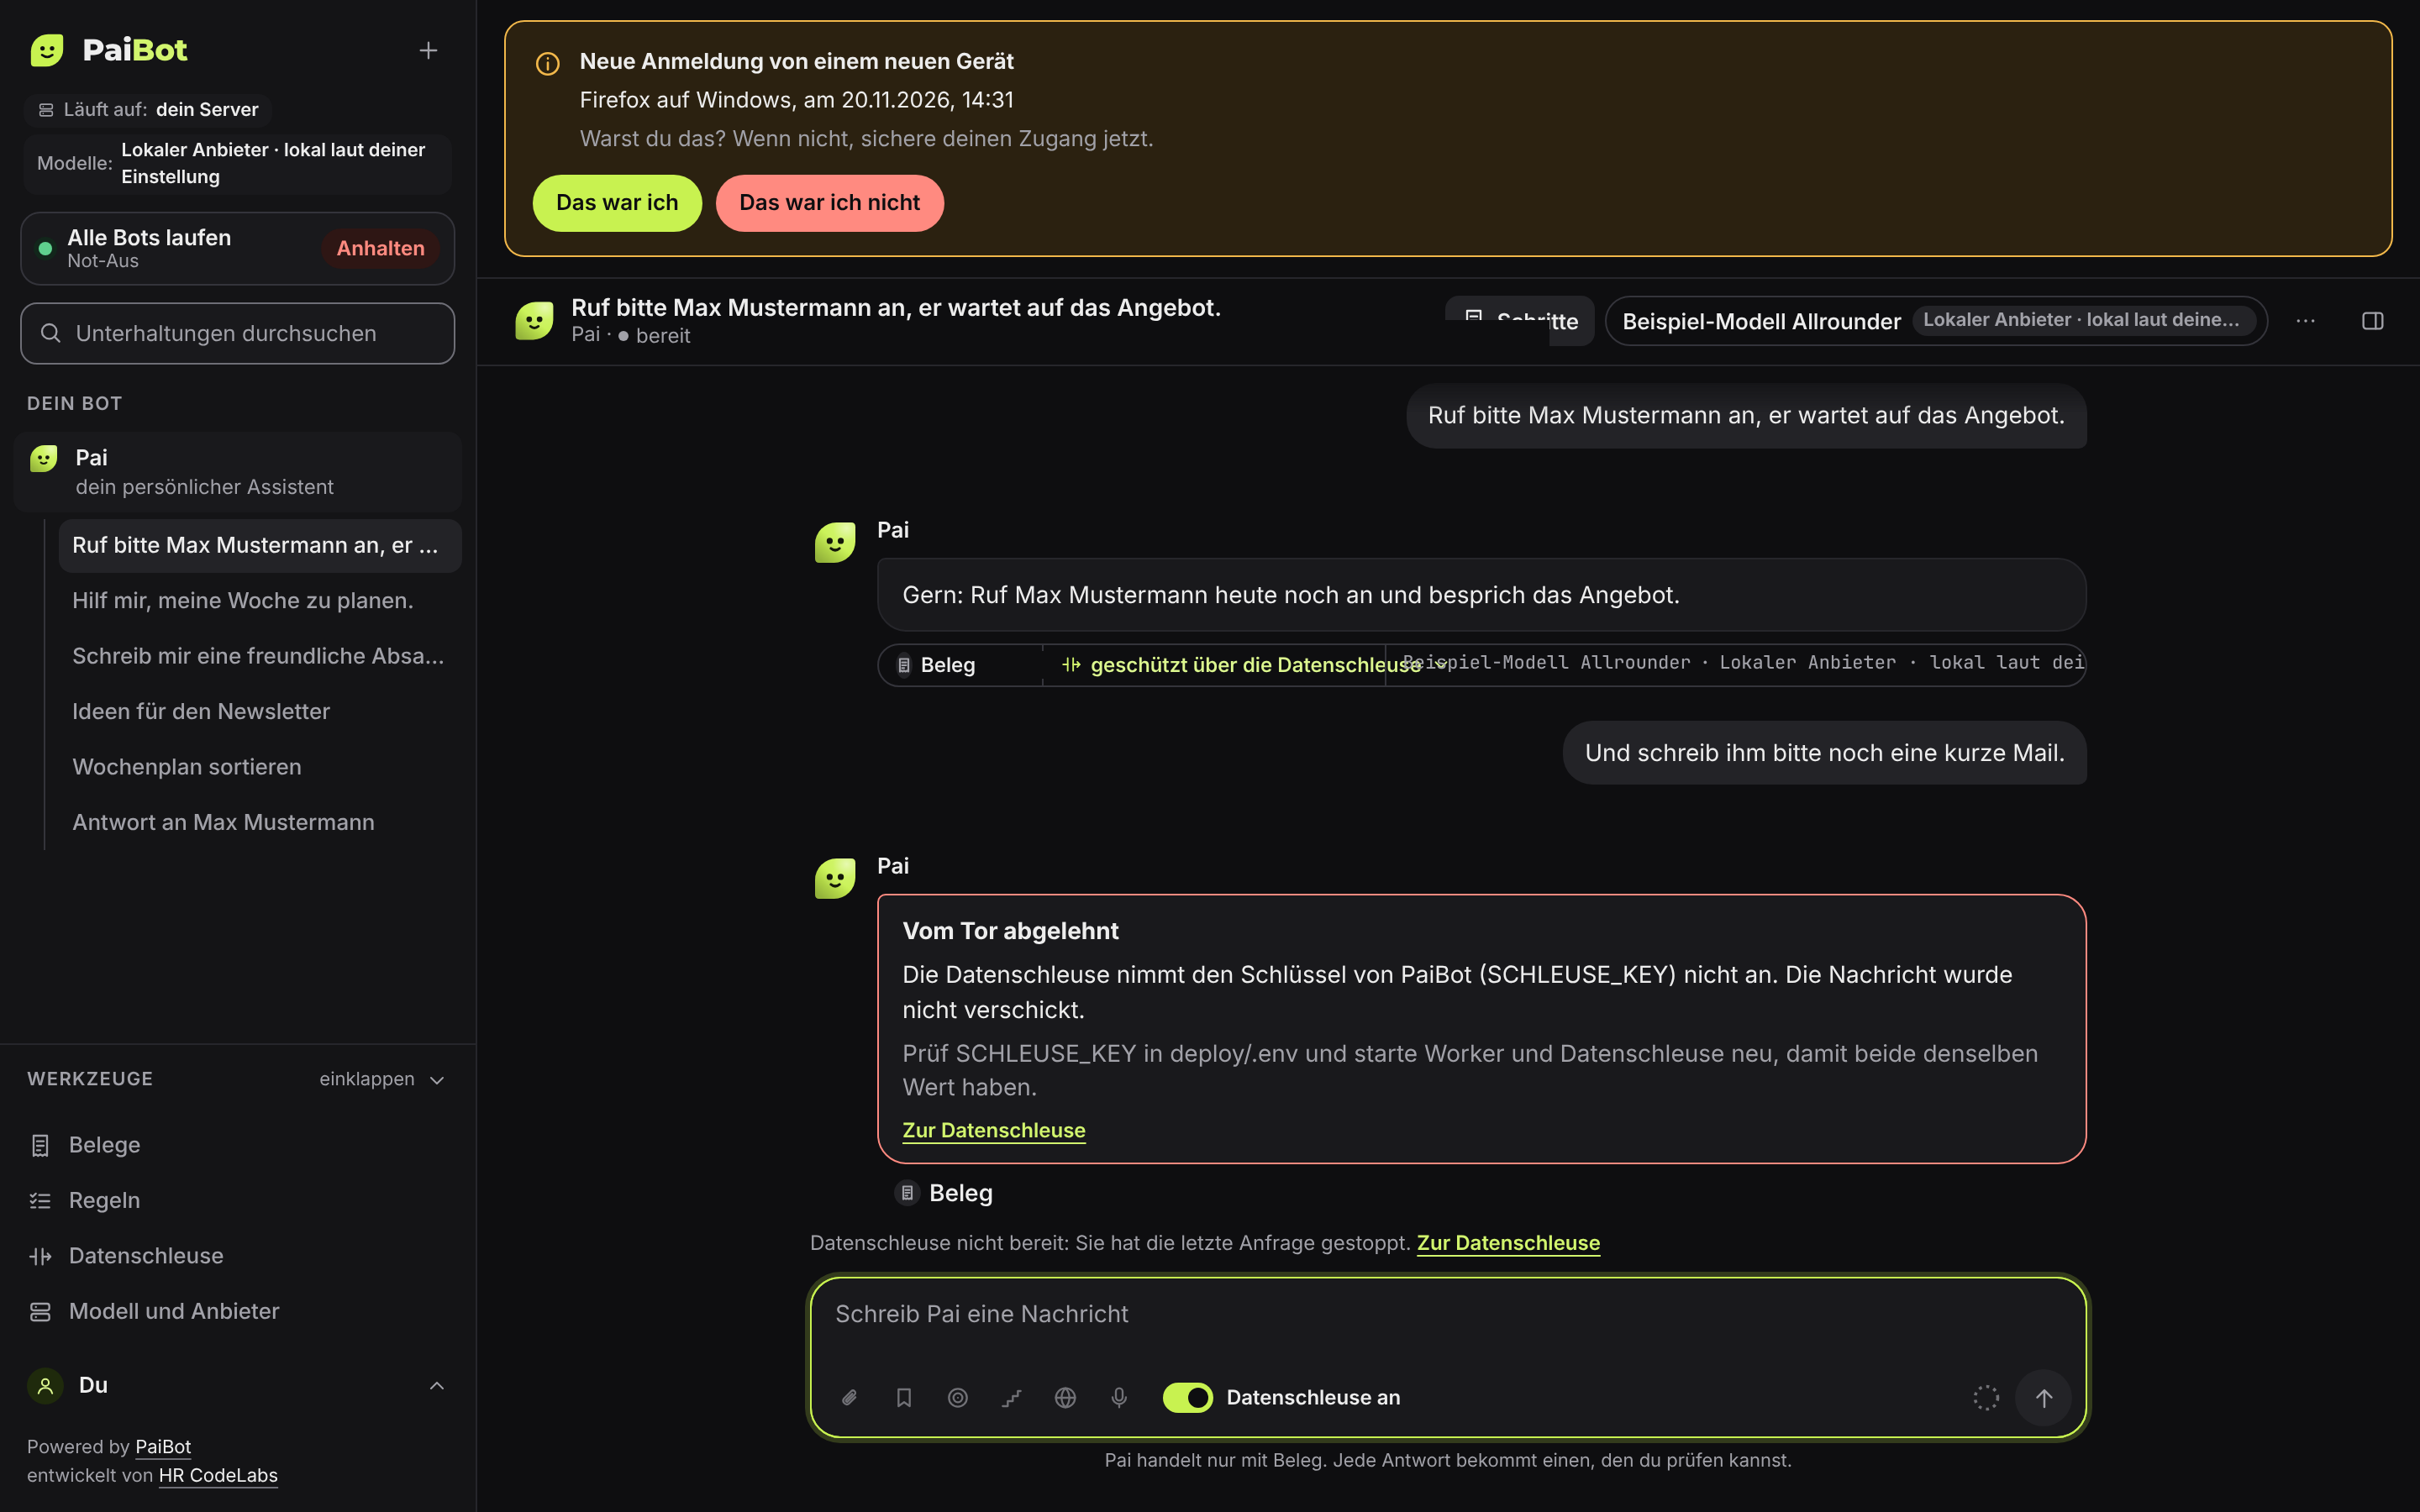 PaiBot
Läuft auf: dein Server
Modelle: Lokaler Anbieter · lokal laut deiner
Einstellung
Alle Bots laufen
Not-Aus
Anhalten
Unterhaltungen durchsuchen
DEIN BOT
Pai
dein persönlicher Assistent
Ruf bitte Max Mustermann an, er ...
Hilf mir, meine Woche zu planen.
Schreib mir eine freundliche Absa...
Ideen für den Newsletter
Wochenplan sortieren
Antwort an Max Mustermann
WERKZEUGE einklappen
Belege
Regeln
Datenschleuse
Modell und Anbieter
Du
Powered by PaiBot
entwickelt von HR CodeLabs
Neue Anmeldung von einem neuen Gerät
Firefox auf Windows, am 20.11.2026, 14:31
Warst du das? Wenn nicht, sichere deinen Zugang jetzt.
Das war ich Das war ich nicht
Ruf bitte Max Mustermann an, er wartet auf das Angebot.
Pai · bereit
Schritte
Beispiel-Modell Allrounder Lokaler Anbieter · lokal laut deine...
Ruf bitte Max Mustermann an, er wartet auf das Angebot.
Pai
Gern: Ruf Max Mustermann heute noch an und besprich das Angebot.
Beleg geschützt über die Datenschleuse Beispiel-Modell Allrounder · Lokaler Anbieter · lokal laut dei
Und schreib ihm bitte noch eine kurze Mail.
Pai
Vom Tor abgelehnt
Die Datenschleuse nimmt den Schlüssel von PaiBot (SCHLEUSE_KEY) nicht an. Die Nachricht wurde
nicht verschickt.
Prüf SCHLEUSE_KEY in deploy/.env und starte Worker und Datenschleuse neu, damit beide denselben
Wert haben.
Zur Datenschleuse
Beleg
Datenschleuse nicht bereit: Sie hat die letzte Anfrage gestoppt. Zur Datenschleuse
Schreib Pai eine Nachricht
Datenschleuse an
Pai handelt nur mit Beleg. Jede Antwort bekommt einen, den du prüfen kannst.